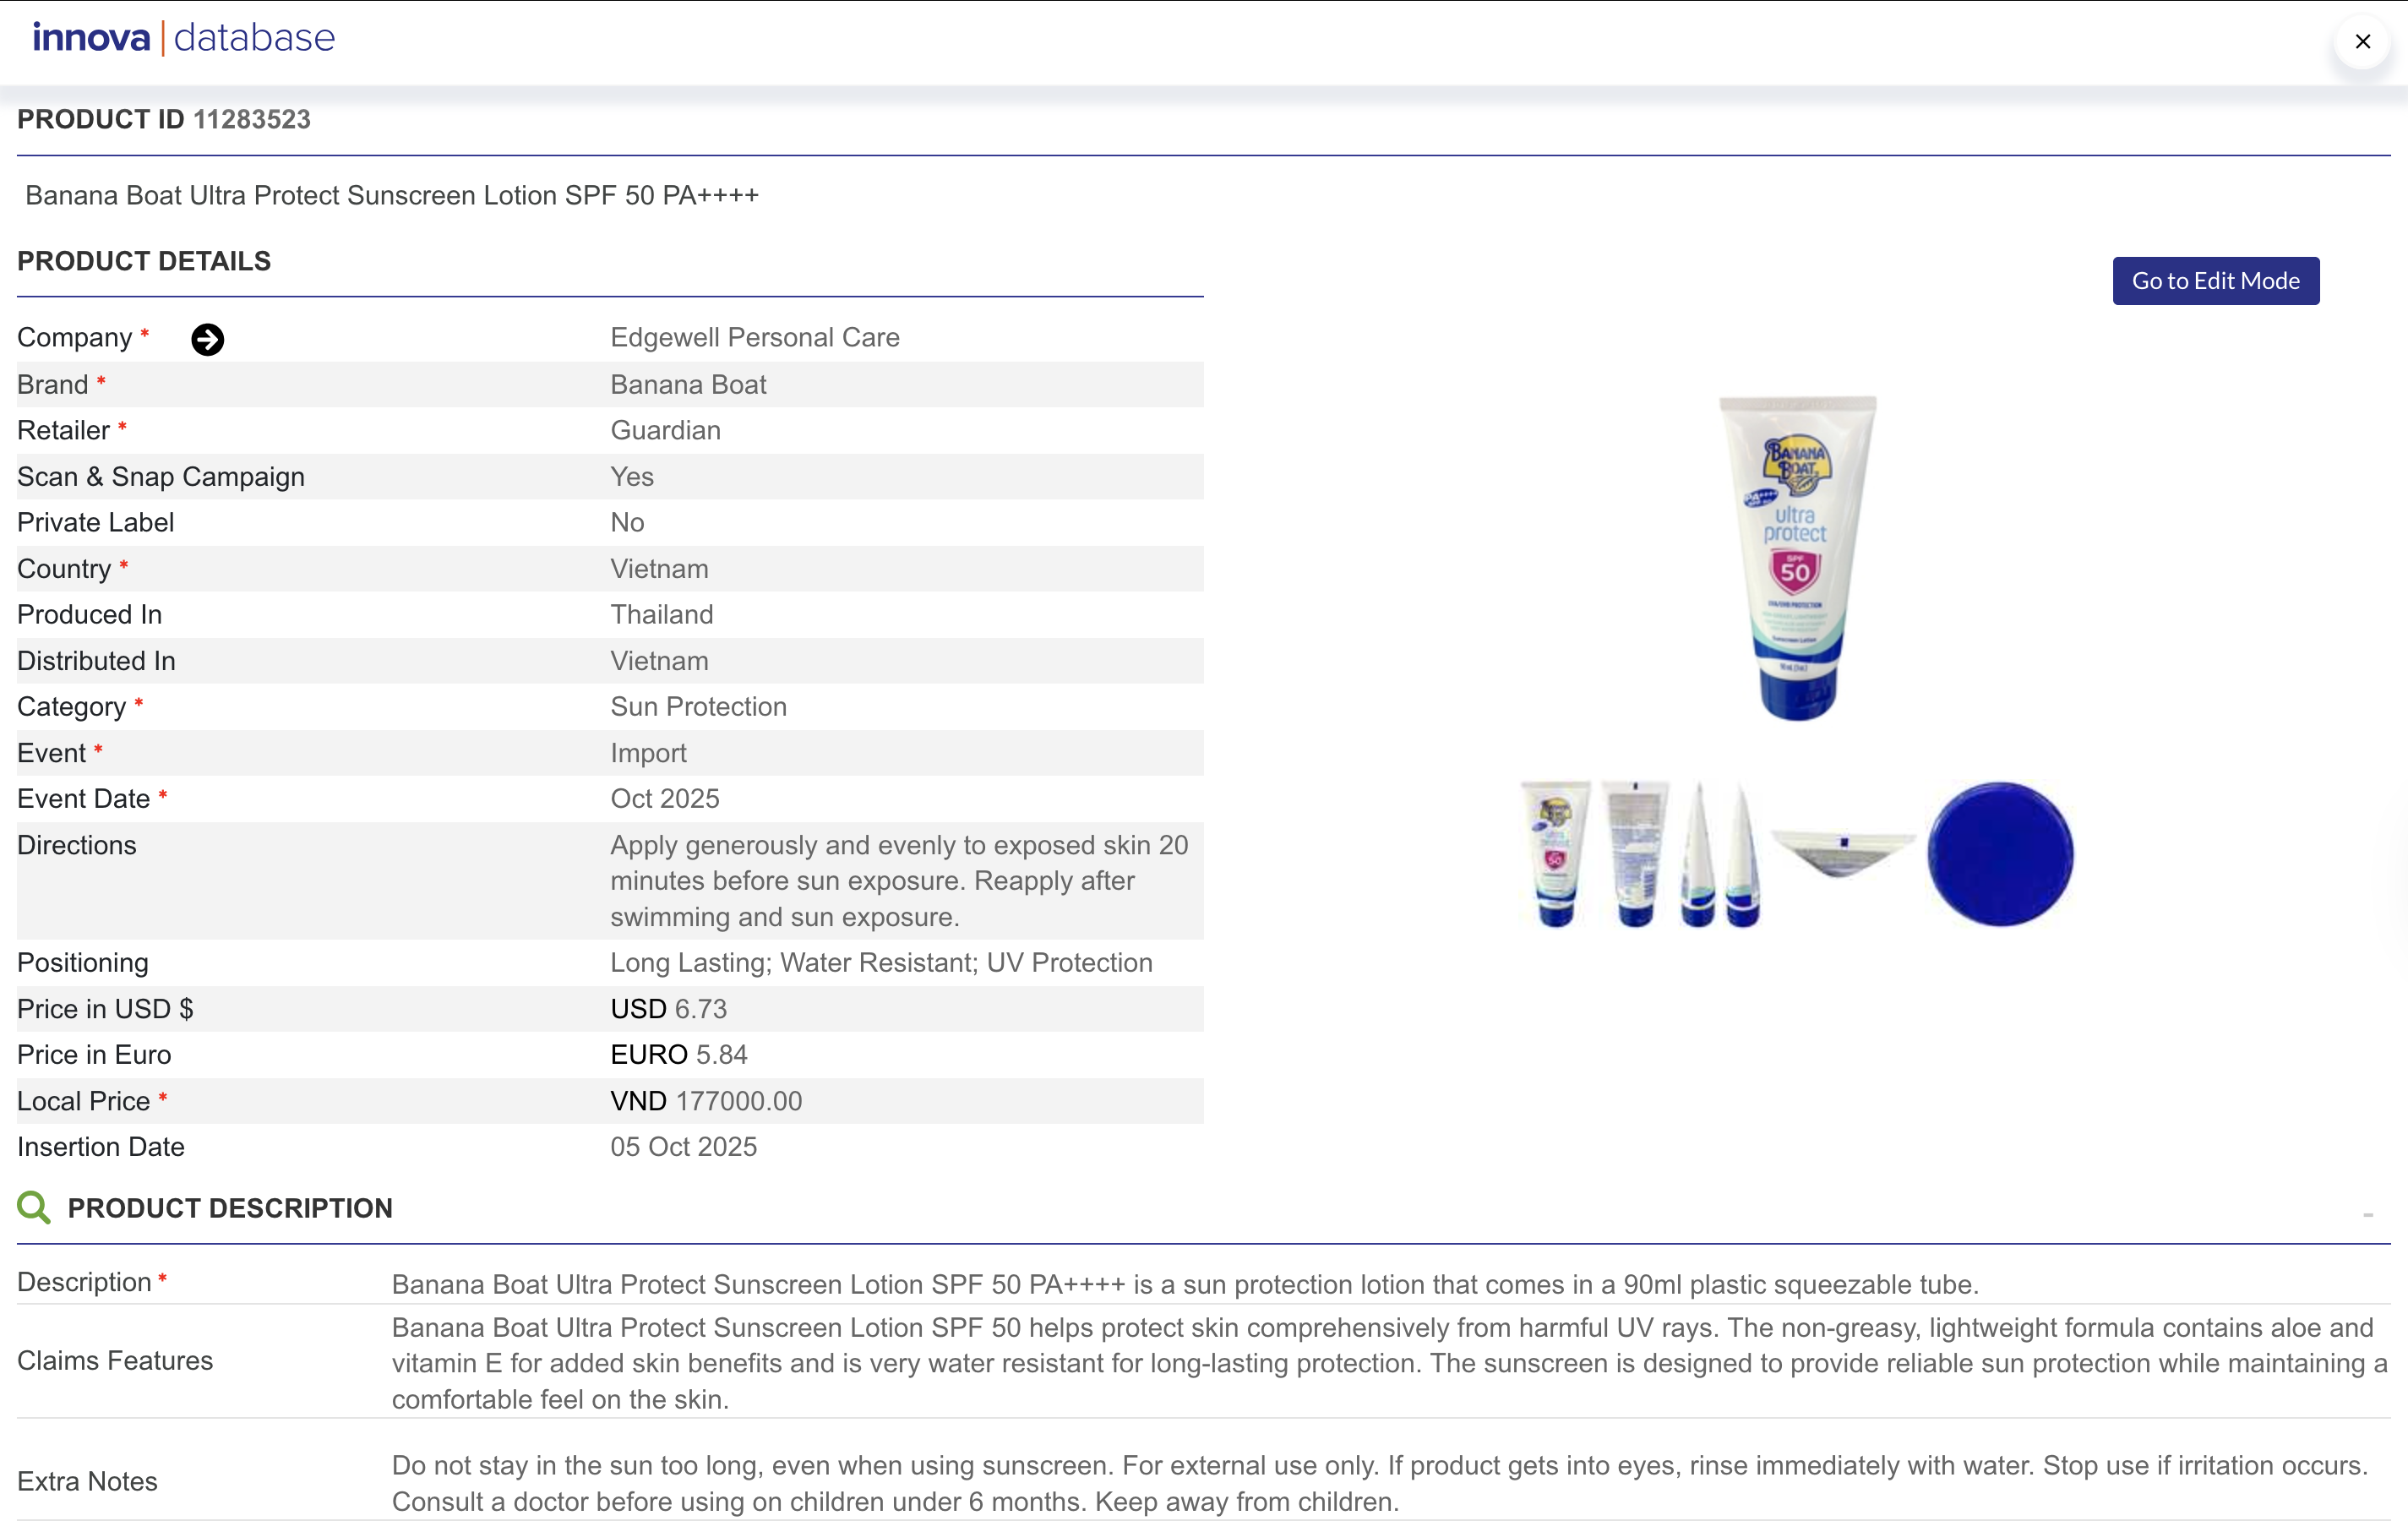 innova | database
PRODUCT ID 11283523
Banana Boat Ultra Protect Sunscreen Lotion SPF 50 PA++++
PRODUCT DETAILS
Go to Edit Mode
Company * Edgewell Personal Care
Brand * Banana Boat
Retailer * Guardian
Scan & Snap Campaign Yes
Private Label No
Country * Vietnam
Produced In Thailand
Distributed In Vietnam
Category * Sun Protection
Event * Import
Event Date * Oct 2025
Directions Apply generously and evenly to exposed skin 20
minutes before sun exposure. Reapply after
swimming and sun exposure.
Positioning Long Lasting; Water Resistant; UV Protection
Price in USD $ USD 6.73
Price in Euro EURO 5.84
Local Price * VND 177000.00
Insertion Date 05 Oct 2025
BANANA
BOAT
PA++++
ultra
protect
SPF
50
UVA/UVB PROTECTION
Sunscreen Lotion
PRODUCT DESCRIPTION
-
Description * Banana Boat Ultra Protect Sunscreen Lotion SPF 50 PA++++ is a sun protection lotion that comes in a 90ml plastic squeezable tube.
Claims Features Banana Boat Ultra Protect Sunscreen Lotion SPF 50 helps protect skin comprehensively from harmful UV rays. The non-greasy, lightweight formula contains aloe and
vitamin E for added skin benefits and is very water resistant for long-lasting protection. The sunscreen is designed to provide reliable sun protection while maintaining a
comfortable feel on the skin.
Extra Notes Do not stay in the sun too long, even when using sunscreen. For external use only. If product gets into eyes, rinse immediately with water. Stop use if irritation occurs.
Consult a doctor before using on children under 6 months. Keep away from children.